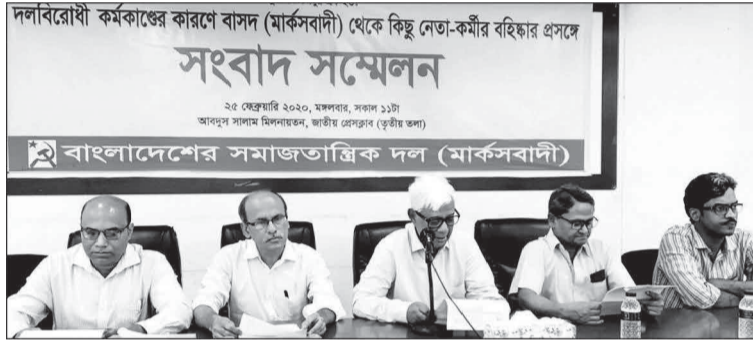 দলবিরোধী কর্মকাণ্ডের কারণে বাসদ (মার্কসবাদী) থেকে কিছু নেতা-কর্মীর বহিষ্কার প্রসঙ্গে
সংবাদ সম্মেলন
২৫ ফেব্রুয়ারি ২০২০, মঙ্গলবার, সকাল ১১টা
আবদুস সালাম মিলনায়তন, জাতীয় প্রেসক্লাব (তৃতীয় তলা)
বাংলাদেশের সমাজতান্ত্রিক দল (মার্কসবাদী)